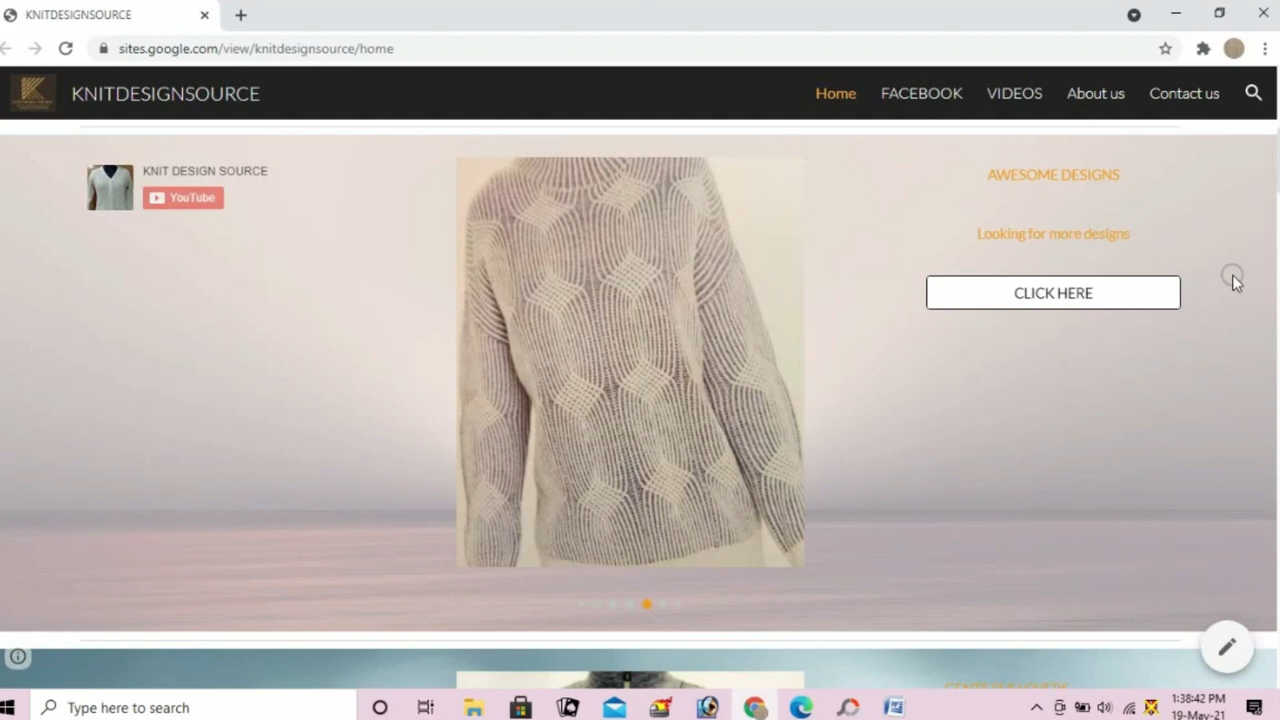 KNITDESIGNSOURCE
sites.google.com/view/knitdesignsource/home
KNITDESIGNSOURCE
Home FACEBOOK VIDEOS About us Contact us
KNIT DESIGN SOURCE
YouTube
AWESOME DESIGNS
Looking for more designs
CLICK HERE
Type here to search
1:38:42 PM
19-May-21